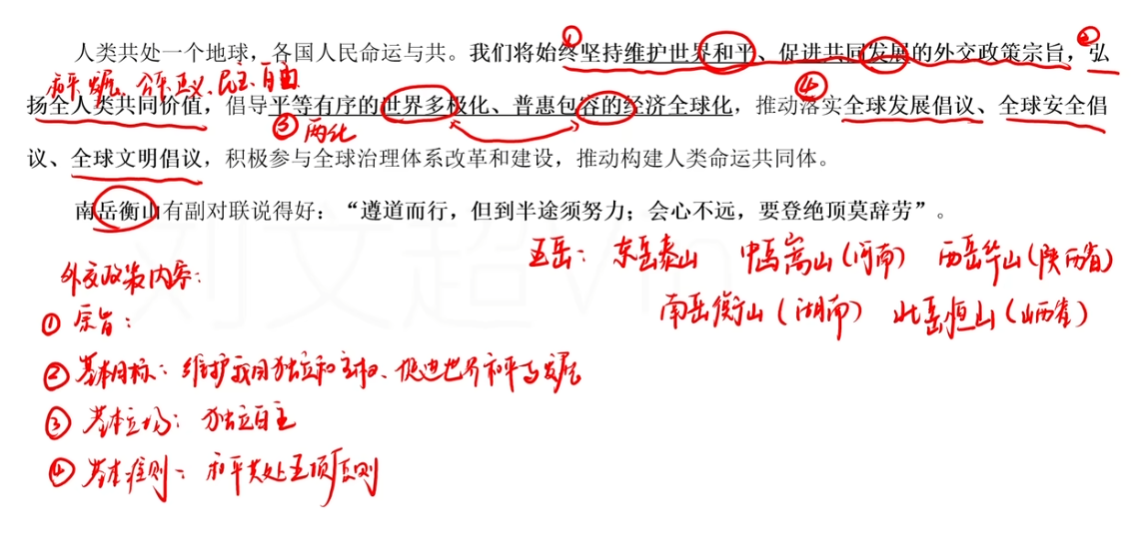 人类共处一个地球，各国人民命运与共。我们将始终坚持维护世界和平、促进共同发展的外交政策宗旨，弘
① ②
和平、发展、公平、正义、民主、自由 ④
扬全人类共同价值，倡导平等有序的世界多极化、普惠包容的经济全球化，推动落实全球发展倡议、全球安全倡
③ 两化
议、全球文明倡议，积极参与全球治理体系改革和建设，推动构建人类命运共同体。
南岳衡山有副对联说得好：“遵道而行，但到半途须努力；会心不远，要登绝顶莫辞劳”。
五岳：东岳泰山 中岳嵩山（河南） 西岳华山（陕西省）
南岳衡山（湖南） 北岳恒山（山西省）
外交政策内容：
① 宗旨：
② 基本目标：维护我国独立和主权、促进世界和平与发展
③ 基本立场：独立自主
④ 基本准则：和平共处五项原则
刘文超